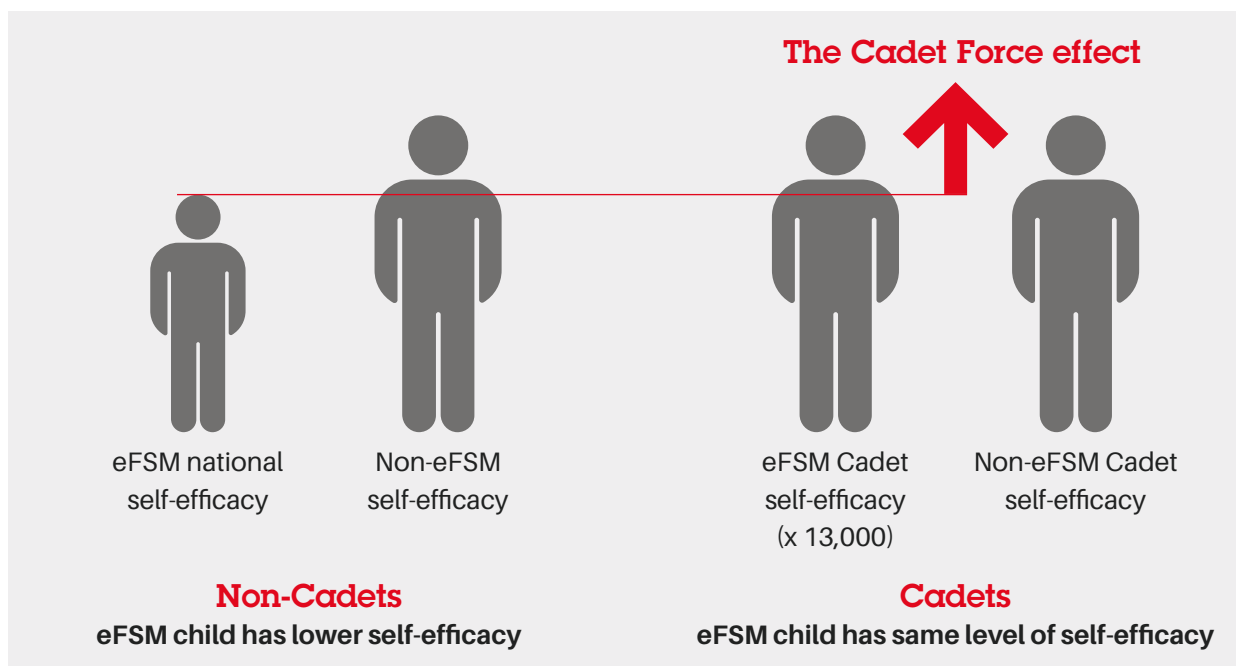 The Cadet Force effect
eFSM national
self-efficacy
Non-eFSM
self-efficacy
eFSM Cadet
self-efficacy
(x 13,000)
Non-eFSM Cadet
self-efficacy
Non-Cadets
eFSM child has lower self-efficacy
Cadets
eFSM child has same level of self-efficacy